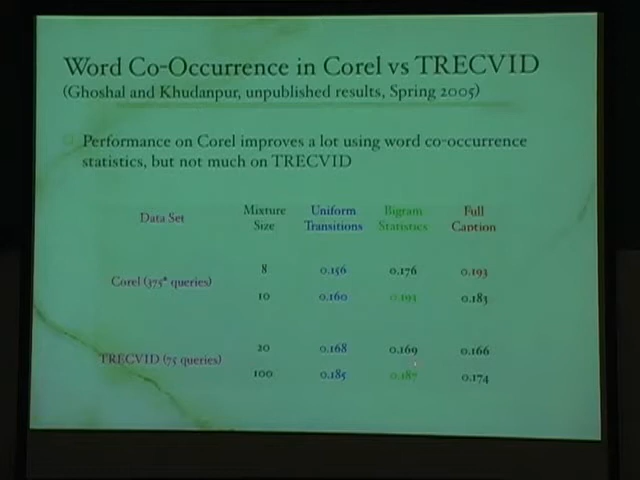 Word Co-Occurrence in Corel vs TRECVID
(Ghoshal and Khudanpur, unpublished results, Spring 2005)
Performance on Corel improves a lot using word co-occurrence
statistics, but not much on TRECVID
Data Set Mixture Size Uniform Transitions Bigram Statistics Full Caption
Corel (375* queries) 8 0.156 0.176 0.193
10 0.160 0.193 0.183
TRECVID (75 queries) 20 0.168 0.169 0.166
100 0.185 0.187 0.174